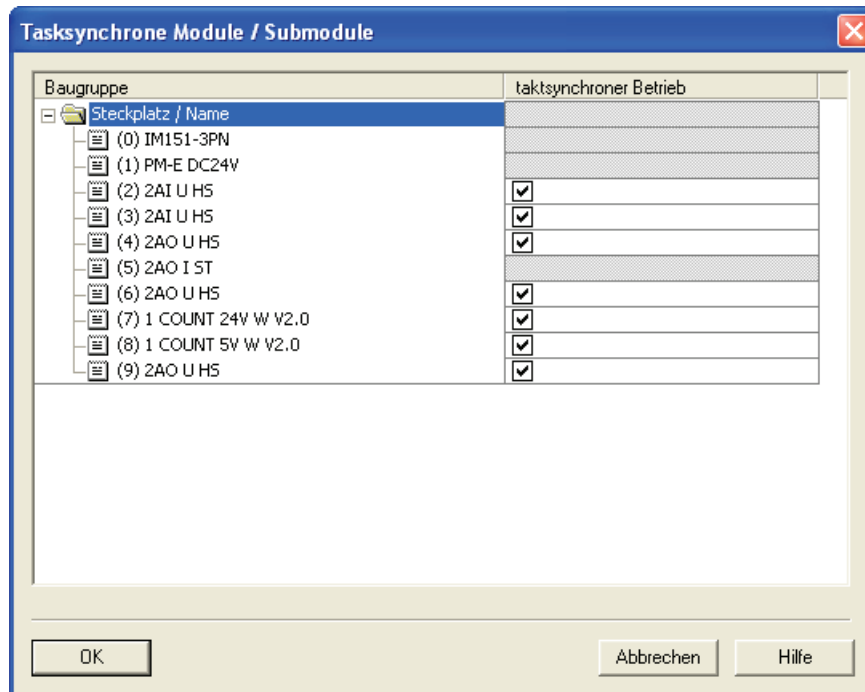 Tasksynchrone Module / Submodule
Baugruppe taktsynchroner Betrieb
Steckplatz / Name
(0) IM151-3PN
(1) PM-E DC24V
(2) 2AI U HS
(3) 2AI U HS
(4) 2AO U HS
(5) 2AO I ST
(6) 2AO U HS
(7) 1 COUNT 24V W V2.0
(8) 1 COUNT 5V W V2.0
(9) 2AO U HS
OK Abbrechen Hilfe